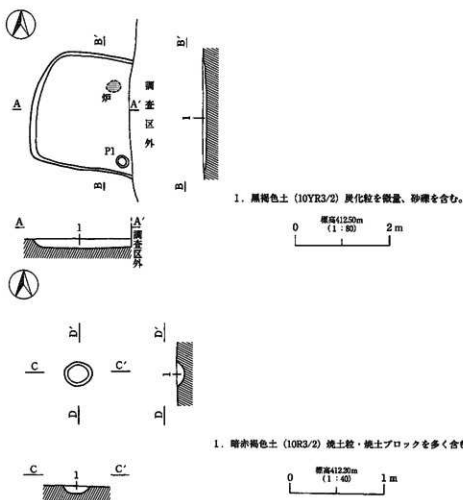 B'
B'
炉
調査区外
A
A'
1
P1
B
B
1. 黒褐色土 (10YR3/2) 炭化粒を微量、砂礫を含む。
A
1
A'
調査区外
標高412.50m
(1:80)
0
2m
D'
D'
C
C'
1
D
D
1. 暗赤褐色土 (10R3/2) 焼土粒・焼土ブロックを多く含
C
1
C'
標高412.20m
(1:40)
0
1m